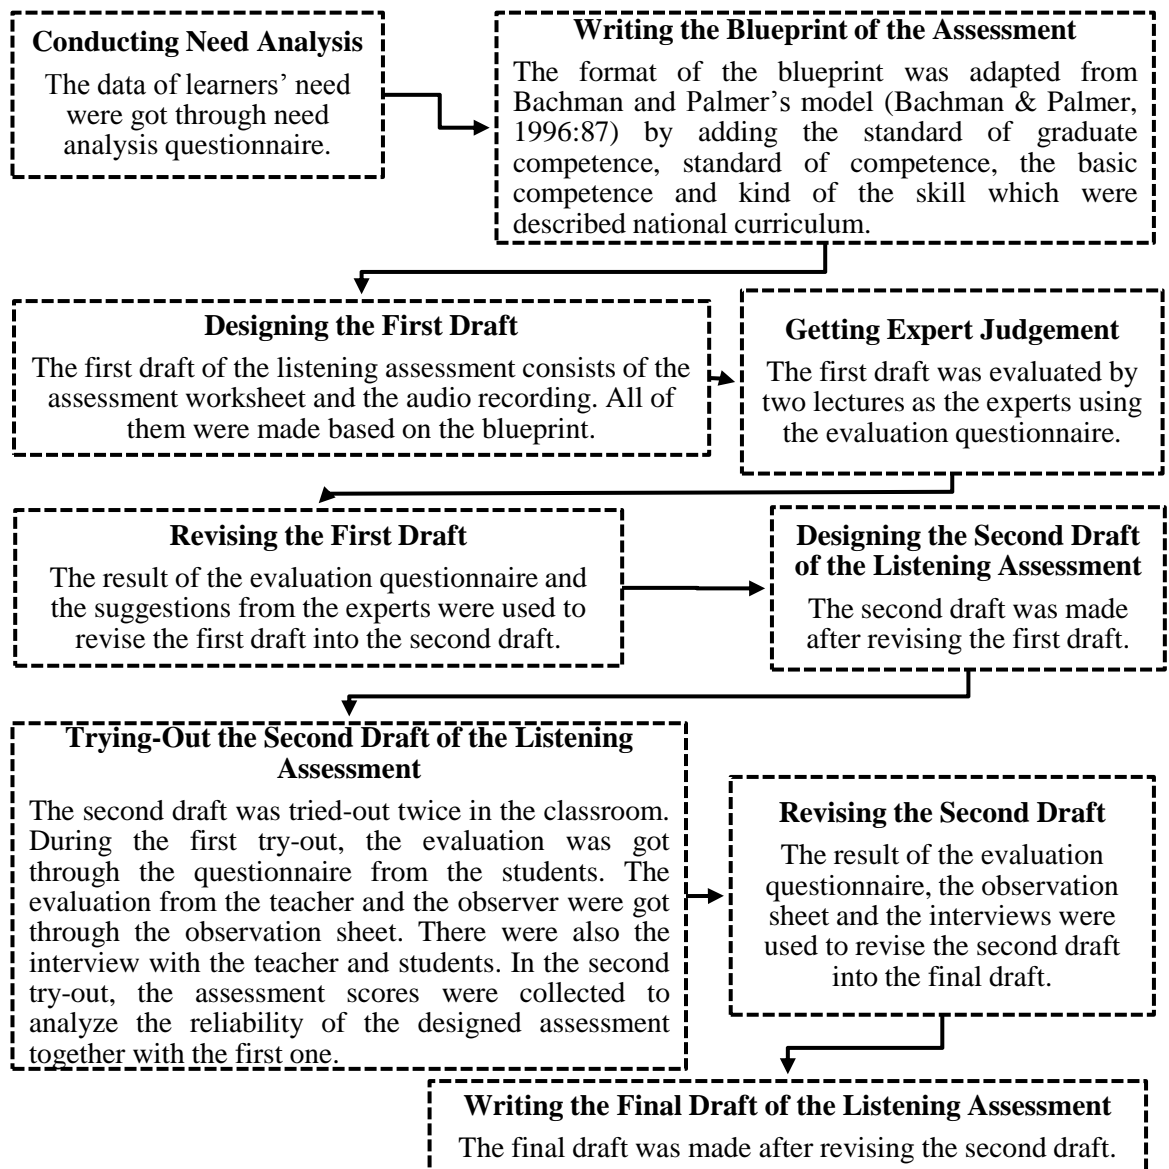 Conducting Need Analysis
The data of learners’ need
were got through need
analysis questionnaire.
Writing the Blueprint of the Assessment
The format of the blueprint was adapted from
Bachman and Palmer’s model (Bachman & Palmer,
1996:87) by adding the standard of graduate
competence, standard of competence, the basic
competence and kind of the skill which were
described national curriculum.
Designing the First Draft
The first draft of the listening assessment consists of the
assessment worksheet and the audio recording. All of
them were made based on the blueprint.
Getting Expert Judgement
The first draft was evaluated by
two lectures as the experts using
the evaluation questionnaire.
Revising the First Draft
The result of the evaluation questionnaire and
the suggestions from the experts were used to
revise the first draft into the second draft.
Designing the Second Draft
of the Listening Assessment
The second draft was made
after revising the first draft.
Trying-Out the Second Draft of the Listening
Assessment
The second draft was tried-out twice in the classroom.
During the first try-out, the evaluation was got
through the questionnaire from the students. The
evaluation from the teacher and the observer were got
through the observation sheet. There were also the
interview with the teacher and students. In the second
try-out, the assessment scores were collected to
analyze the reliability of the designed assessment
together with the first one.
Revising the Second Draft
The result of the evaluation
questionnaire, the observation
sheet and the interviews were
used to revise the second draft
into the final draft.
Writing the Final Draft of the Listening Assessment
The final draft was made after revising the second draft.